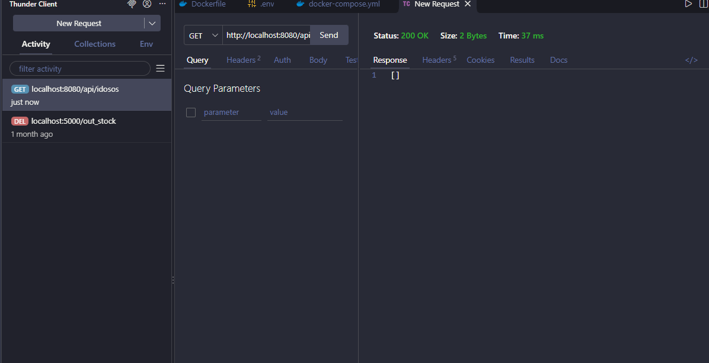 Thunder Client
New Request
Activity Collections Env
filter activity
GET localhost:8080/api/idosos
just now
DEL localhost:5000/out_stock
1 month ago
Dockerfile .env docker-compose.yml TC New Request
GET http://localhost:8080/api Send
Query Headers 2 Auth Body Tes
Query Parameters
parameter value
Status: 200 OK Size: 2 Bytes Time: 37 ms
Response Headers 5 Cookies Results Docs </>
1 []